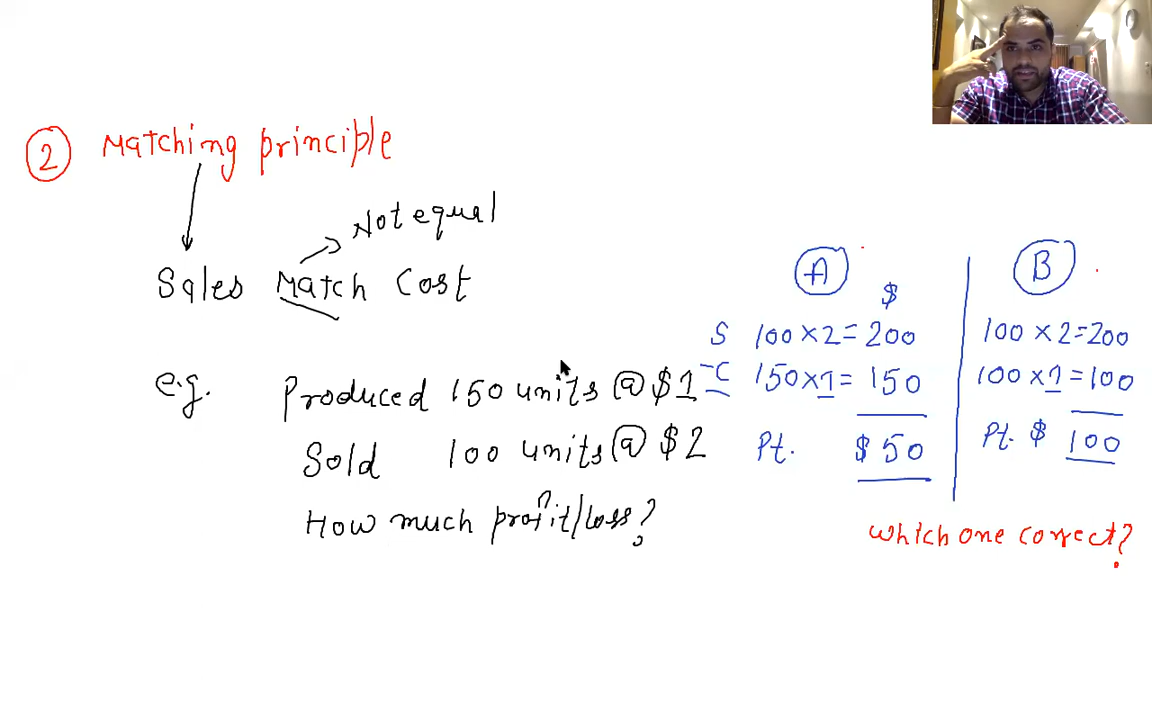 ② Matching principle
Not equal
Sales Match Cost
e.g. Produced 150 units @ $1
Sold 100 units @ $2
How much profit/loss?
A
$
S 100 × 2 = 200
-C 150 × 1 = 150
Pt. $ 50
B
100 × 2 = 200
100 × 1 = 100
Pt. $ 100
which one correct?